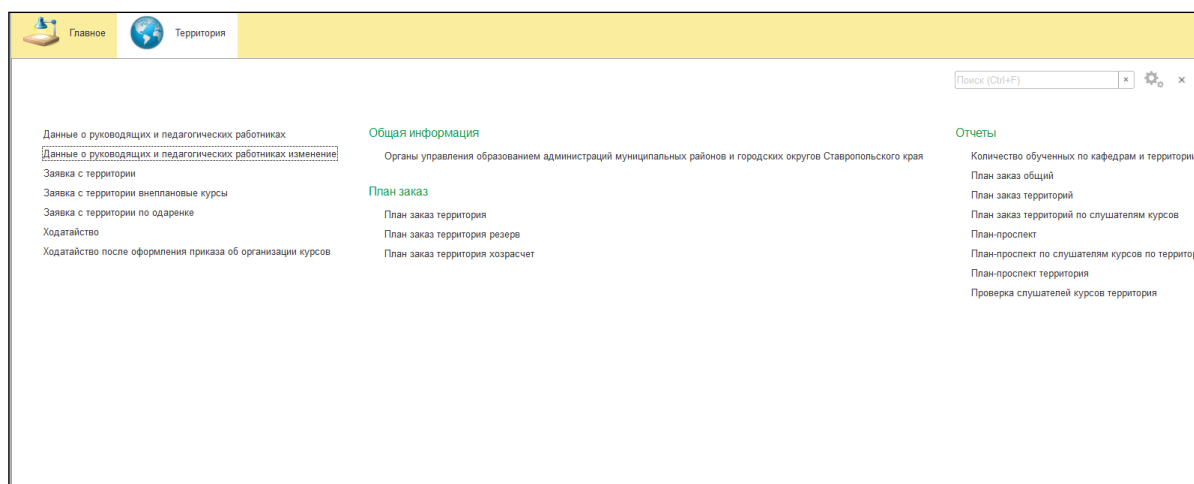 Главное
Территория
Поиск (Ctrl+F)
Данные о руководящих и педагогических работниках
Данные о руководящих и педагогических работниках изменение
Заявка с территории
Заявка с территории внеплановые курсы
Заявка с территории по одаренке
Ходатайство
Ходатайство после оформления приказа об организации курсов
Общая информация
Органы управления образованием администраций муниципальных районов и городских округов Ставропольского края
План заказ
План заказ территория
План заказ территория резерв
План заказ территория хозрасчет
Отчеты
Количество обученных по кафедрам и территори
План заказ общий
План заказ территорий
План заказ территорий по слушателям курсов
План-проспект
План-проспект по слушателям курсов по территор
План-проспект территория
Проверка слушателей курсов территория